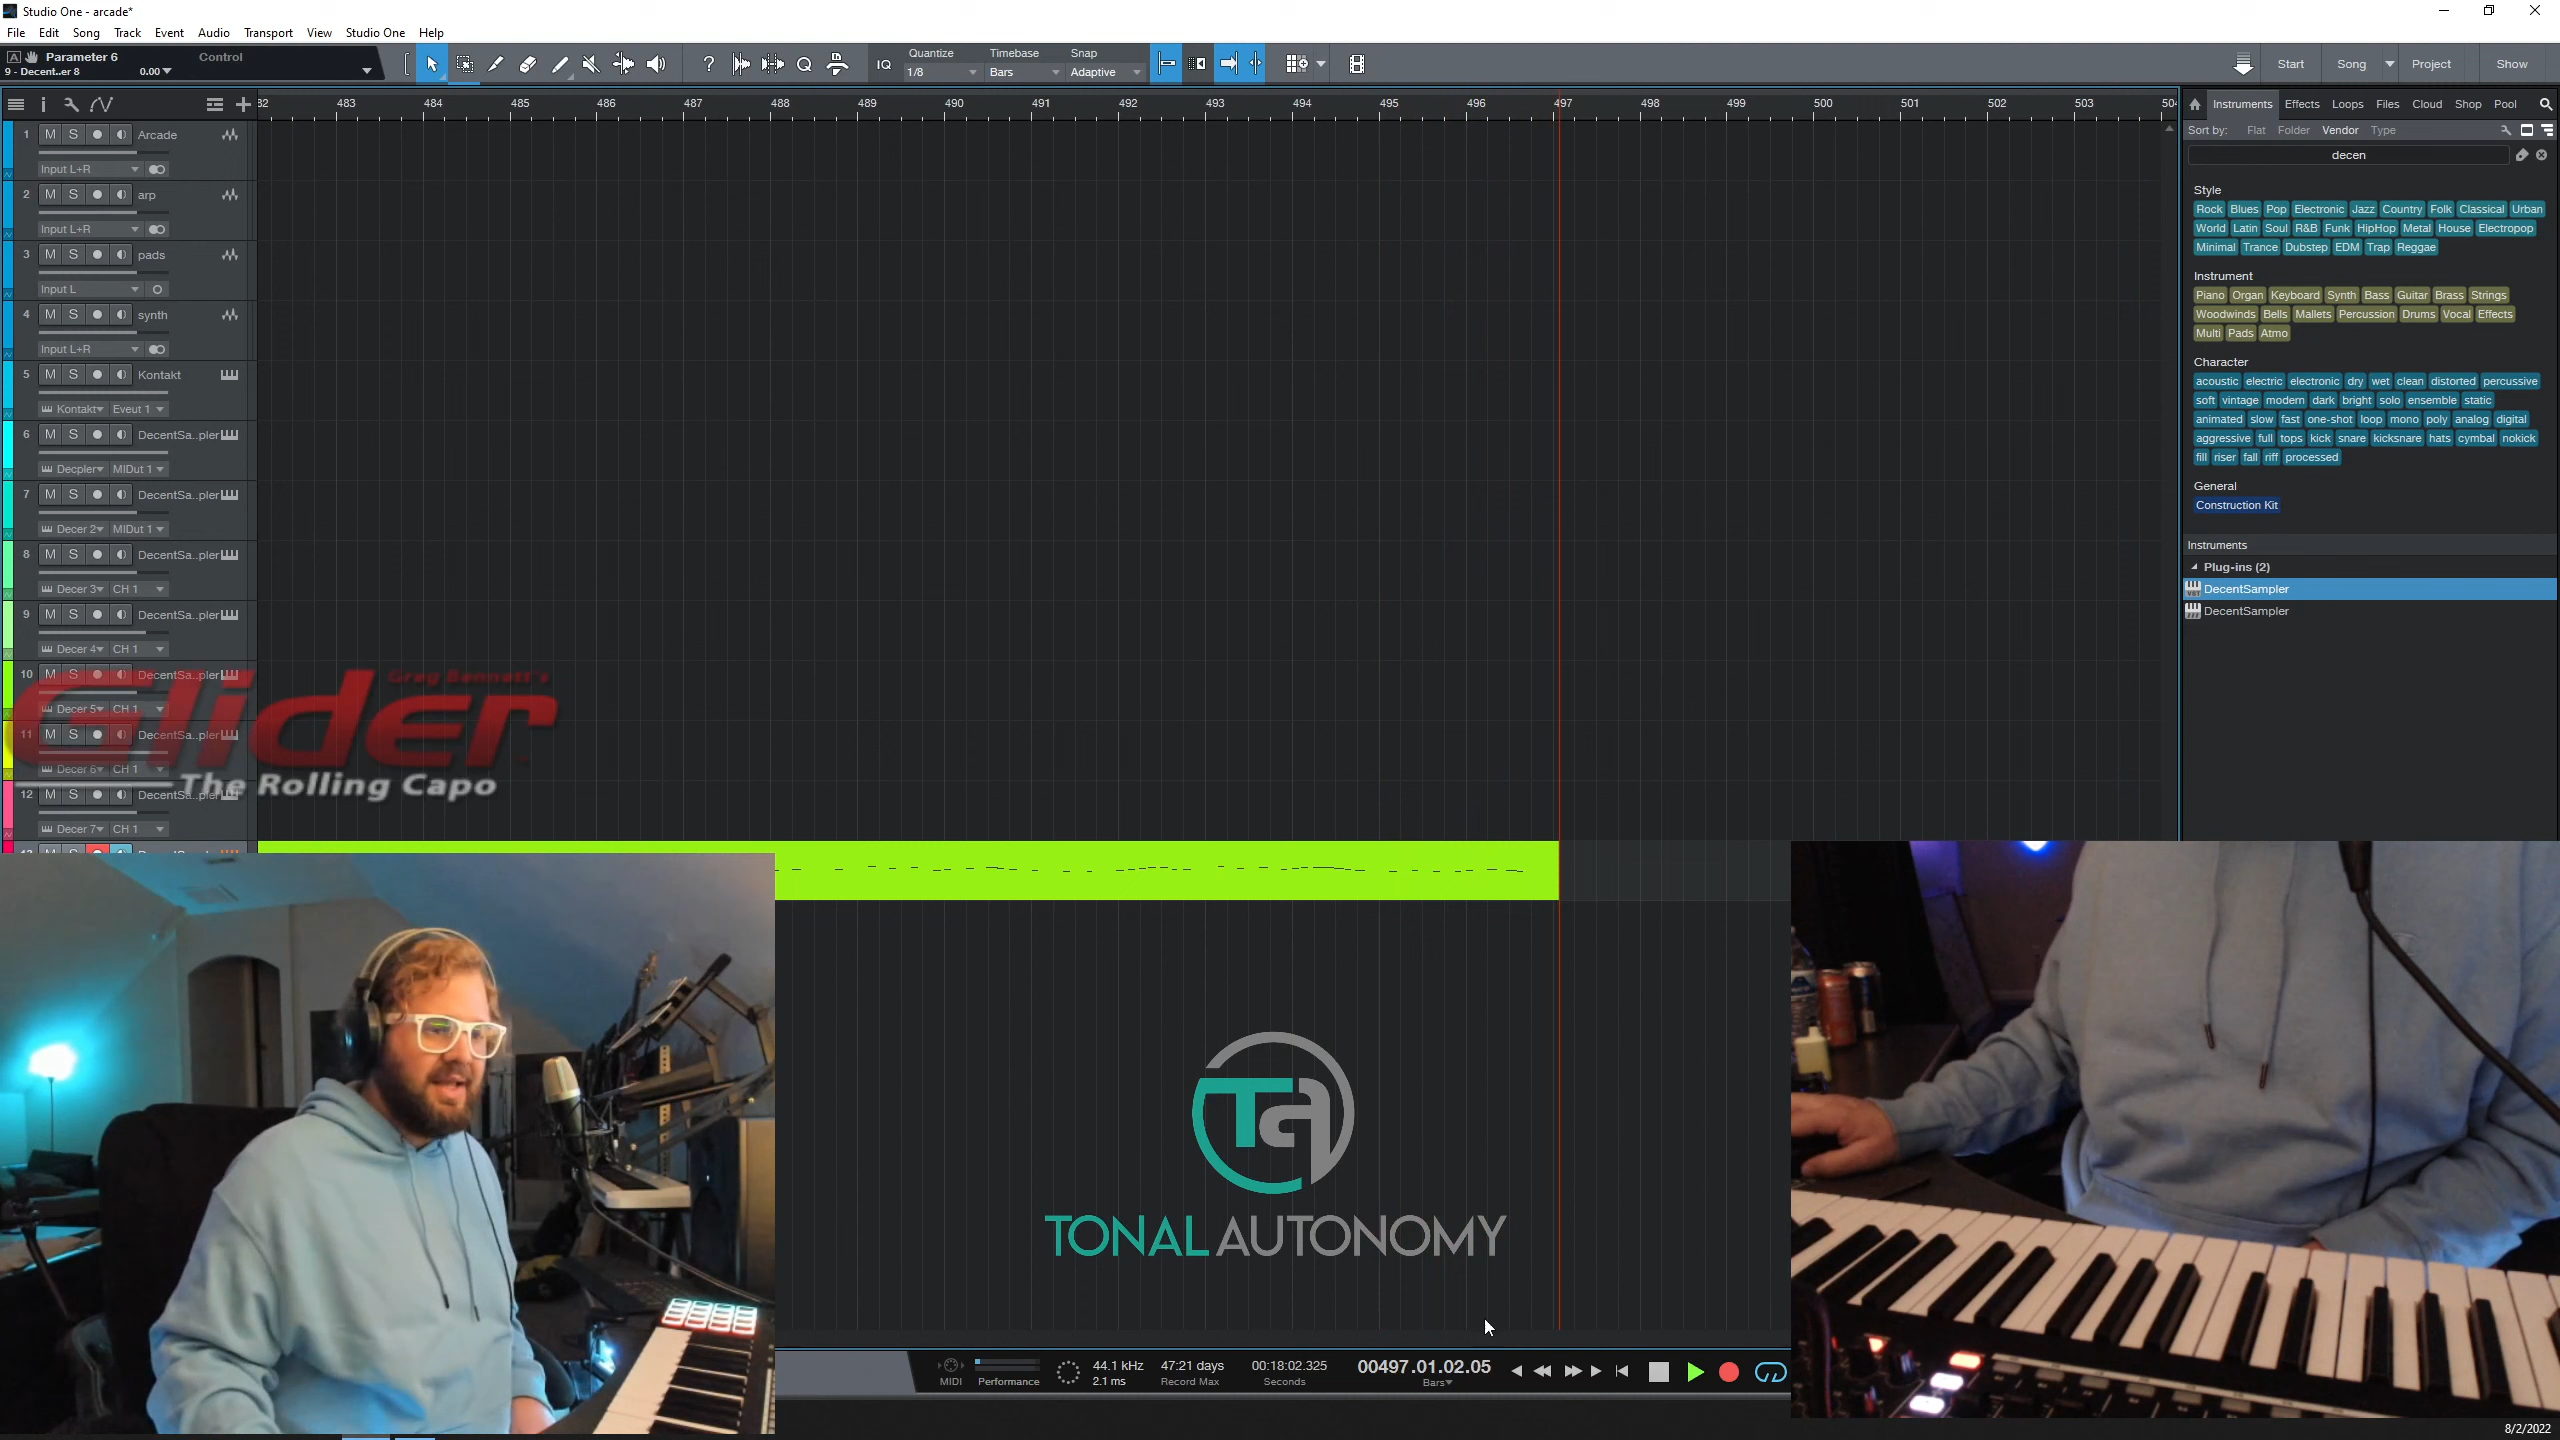 Studio One - arcade*
File Edit Song Track Event Audio Transport View Studio One Help
A Parameter 6 Control
9 - Decent..er 8 0.00
Quantize Timebase Snap
IQ 1/8 Bars Adaptive
Start Song Project Show
i 82 483 484 485 486 487 488 489 490 491 492 493 494 495 496 497 498 499 500 501 502 503 504
1 M S Arcade
Input L+R
2 M S arp
Input L+R
3 M S pads
Input L
4 M S synth
Input L+R
5 M S Kontakt
Kontakt Eveut 1
6 M S DecentSa..pler
Decpler MIDut 1
7 M S DecentSa..pler
Decer 2 MIDut 1
8 M S DecentSa..pler
Decer 3 CH 1
9 M S DecentSa..pler
Decer 4 CH 1
10 M S DecentSa..pler
Decer 5 CH 1
11 M S DecentSa..pler
Decer 6 CH 1
12 M S DecentSa..pler
Decer 7 CH 1
Greg Bennett's
Glider
The Rolling Capo
Instruments Effects Loops Files Cloud Shop Pool
Sort by: Flat Folder Vendor Type
decen
Style
Rock Blues Pop Electronic Jazz Country Folk Classical Urban
World Latin Soul R&B Funk HipHop Metal House Electropop
Minimal Trance Dubstep EDM Trap Reggae
Instrument
Piano Organ Keyboard Synth Bass Guitar Brass Strings
Woodwinds Bells Mallets Percussion Drums Vocal Effects
Multi Pads Atmo
Character
acoustic electric electronic dry wet clean distorted percussive
soft vintage modern dark bright solo ensemble static
animated slow fast one-shot loop mono poly analog digital
aggressive full tops kick snare kicksnare hats cymbal nokick
fill riser fall riff processed
General
Construction Kit
Instruments
Plug-ins (2)
DecentSampler
DecentSampler
Ta
TONAL AUTONOMY
MIDI Performance
44.1 kHz
2.1 ms
47:21 days
Record Max
00:18:02.325
Seconds
00497.01.02.05
Bars
8/2/2022